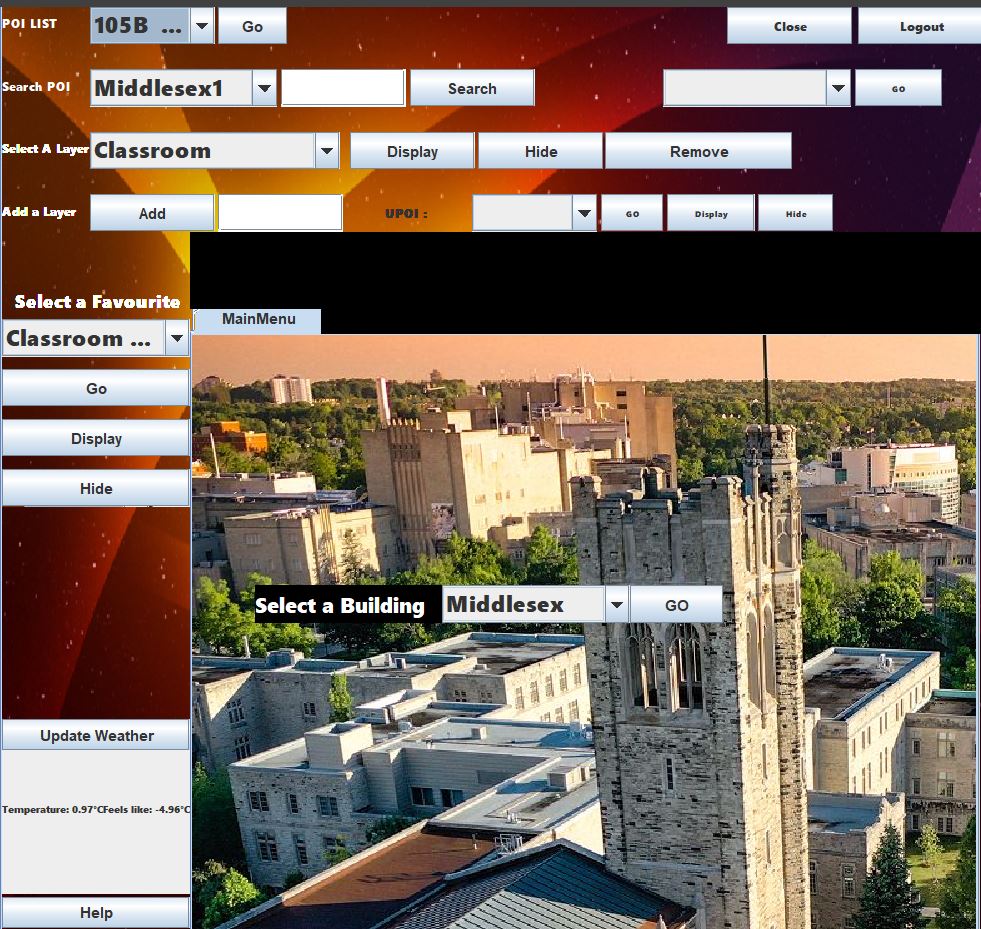 POI LIST 105B ... Go Close Logout
Search POI Middlesex1 Search GO
Select A Layer Classroom Display Hide Remove
Add a Layer Add UPOI : GO Display Hide
Select a Favourite
MainMenu
Classroom ...
Go
Display
Hide
Select a Building Middlesex GO
Update Weather
Temperature: 0.97°CFeels like: -4.96°C
Help